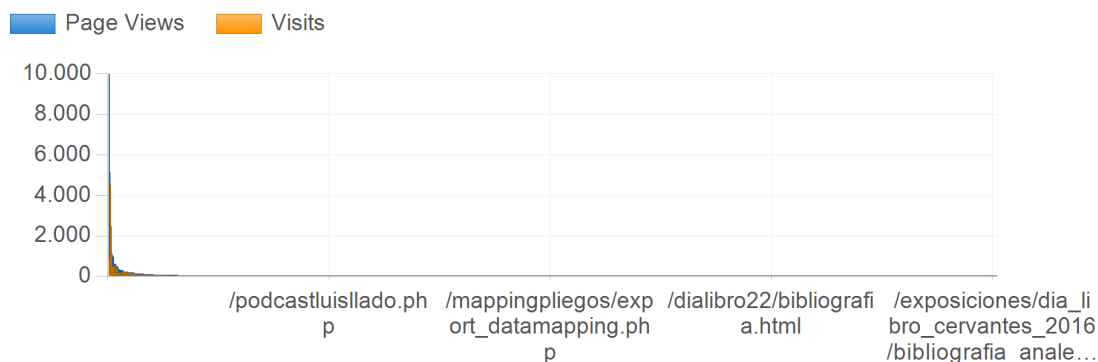 Page Views
Visits
10.000
8.000
6.000
4.000
2.000
0
/podcastluisllado.ph
p
/mappingpliegos/exp
ort_datamapping.ph
p
/dialibro22/bibliografi
a.html
/exposiciones/dia_li
bro_cervantes_2016
/bibliografia_anale…